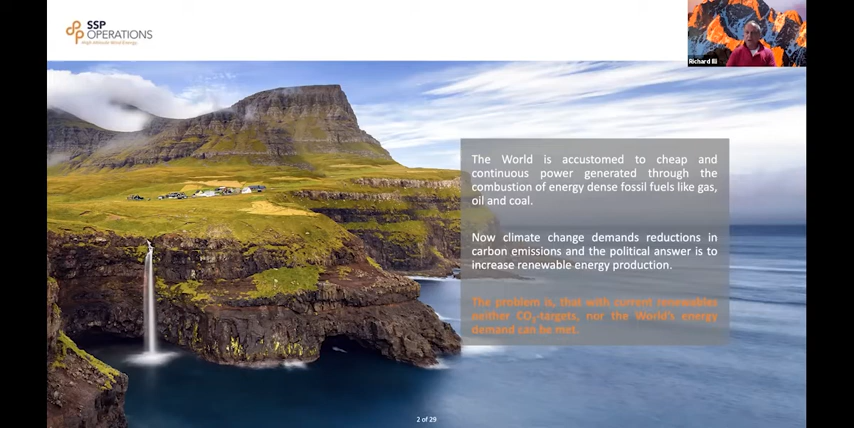 SSP
OPERATIONS
High Altitude Wind Energy
Richard Illi
The World is accustomed to cheap and
continuous power generated through the
combustion of energy dense fossil fuels like gas,
oil and coal.
Now climate change demands reductions in
carbon emissions and the political answer is to
increase renewable energy production.
The problem is, that with current renewables
neither CO₂-targets, nor the World's energy
demand can be met.
2 of 29